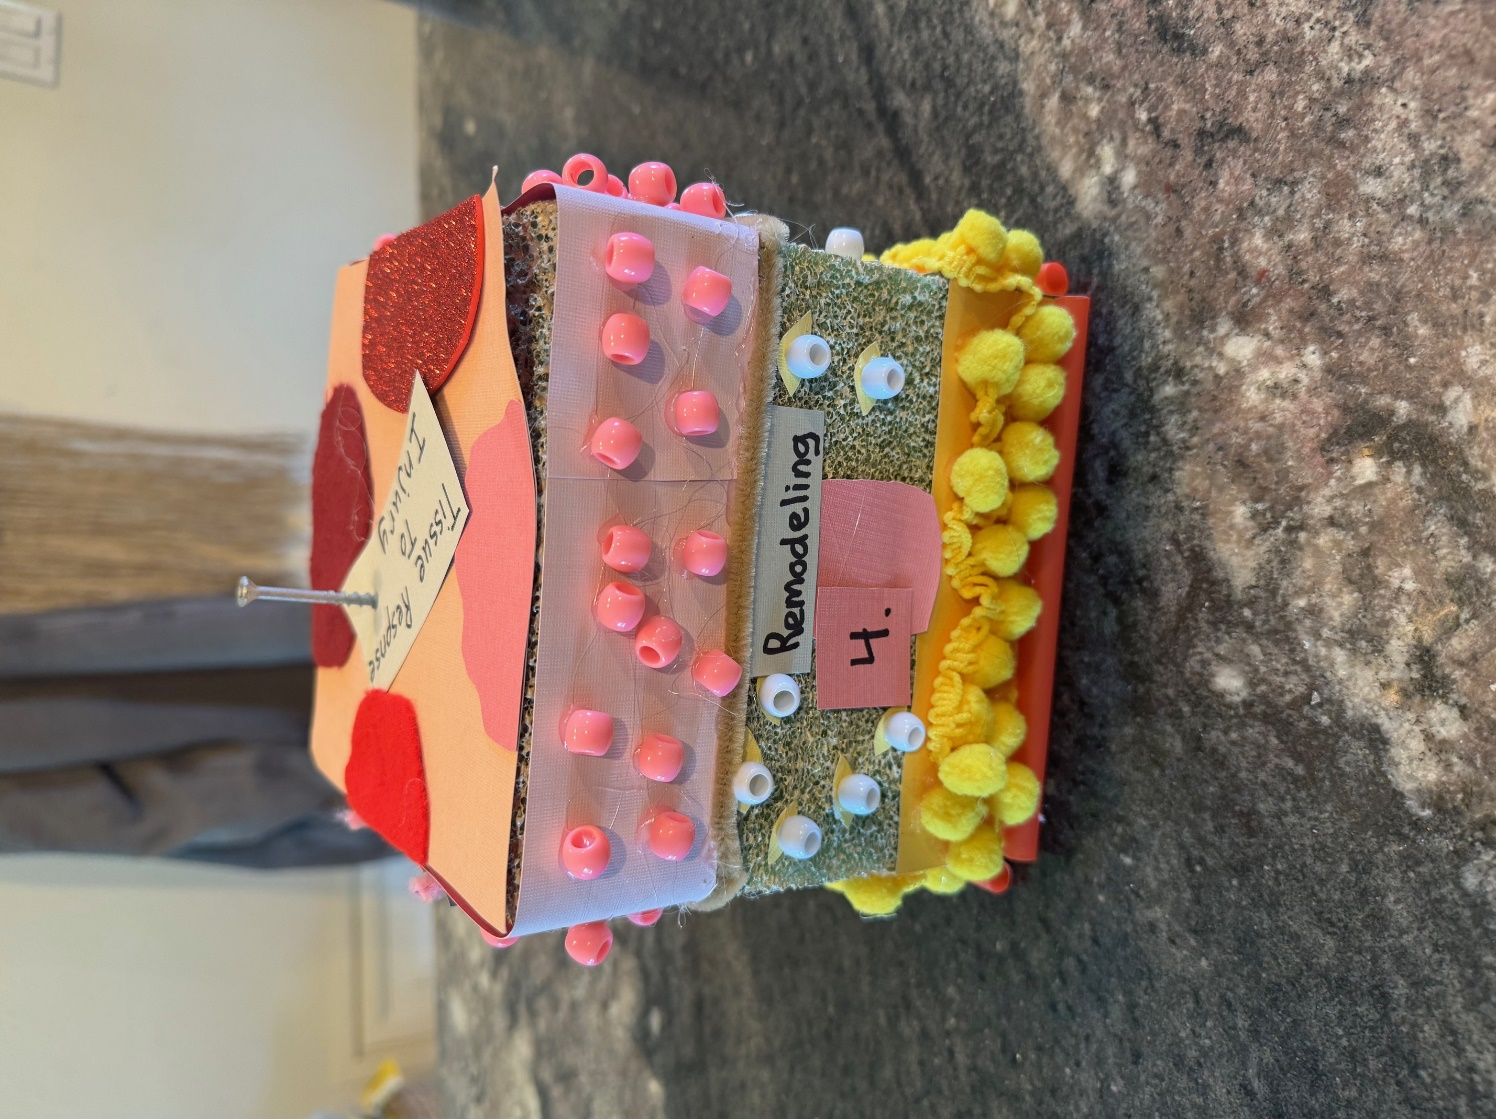 Tissue Response
To
Injury
Remodeling
4.